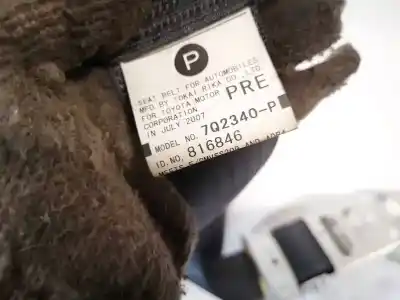 P
SEAT BELT FOR AUTOMOBILES
MFD BY TOKAI RIKA CO., LTD.
FOR TOYOTA MOTOR PRE
CORPORATION
IN JULY 2007
MODEL NO. 7Q2340-P
ID.NO. 816846
MEETS